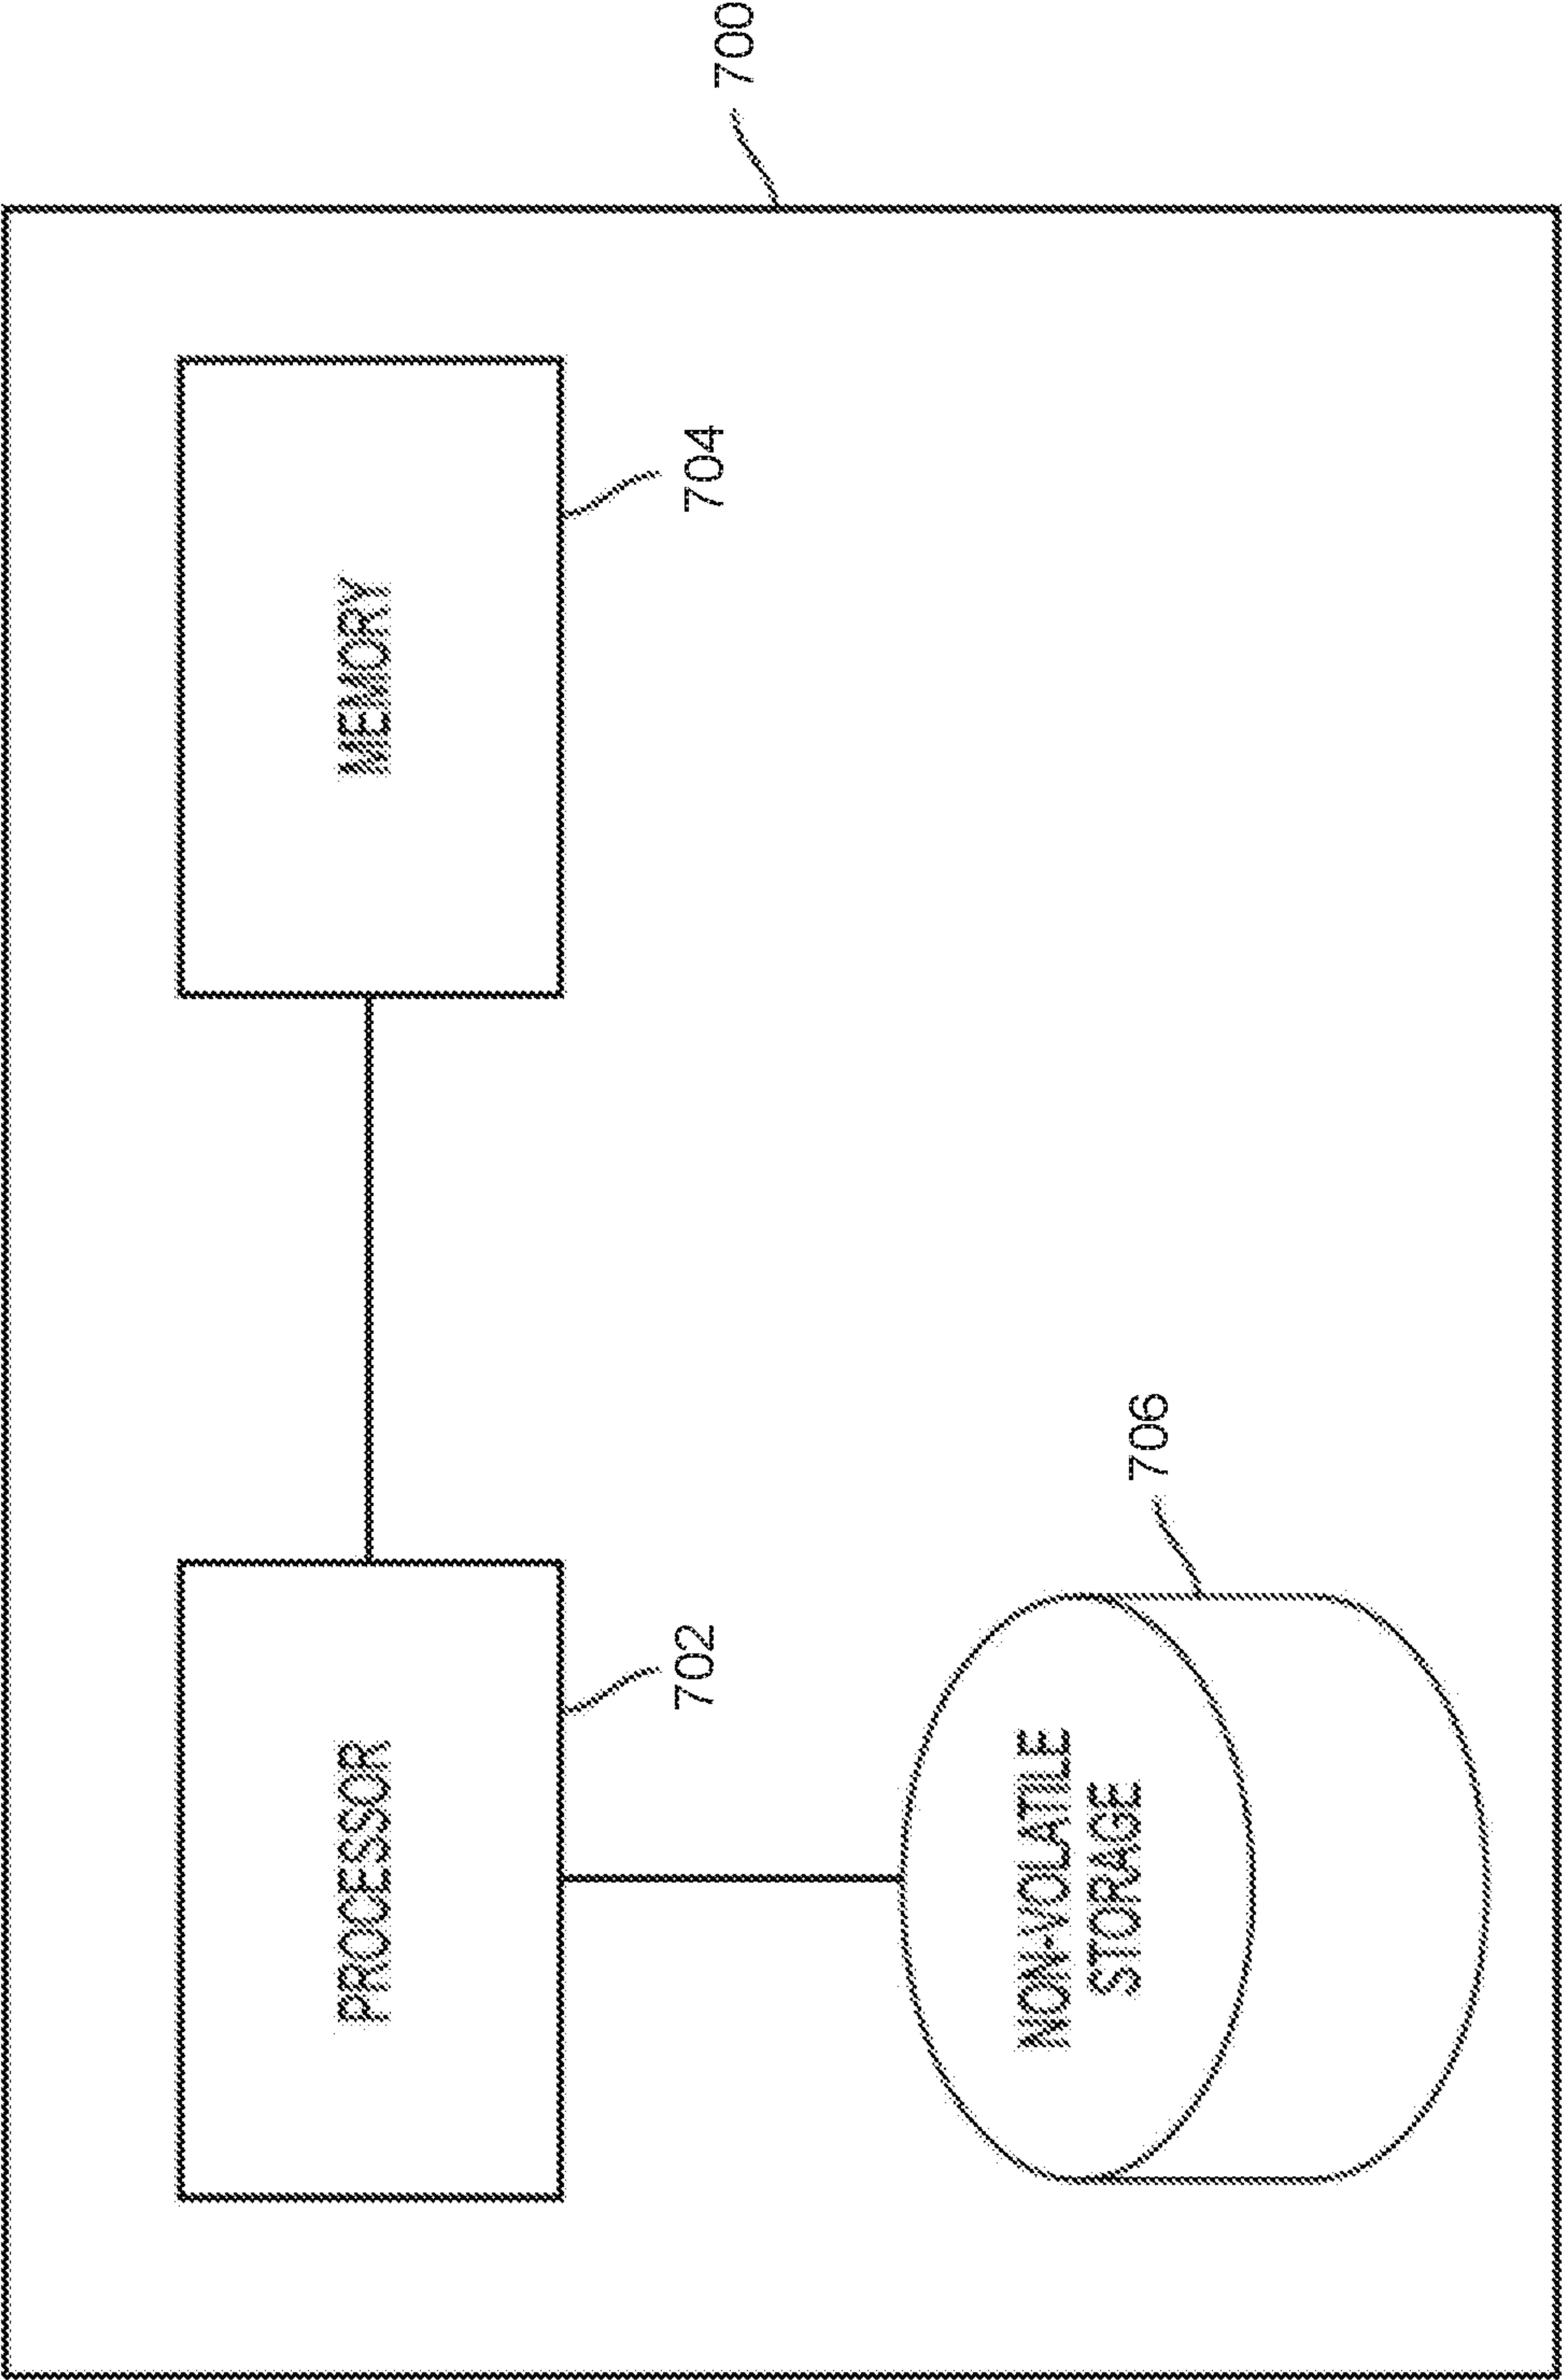 700
PROCESSOR
MEMORY
702
704
NON-VOLATILE
STORAGE
706